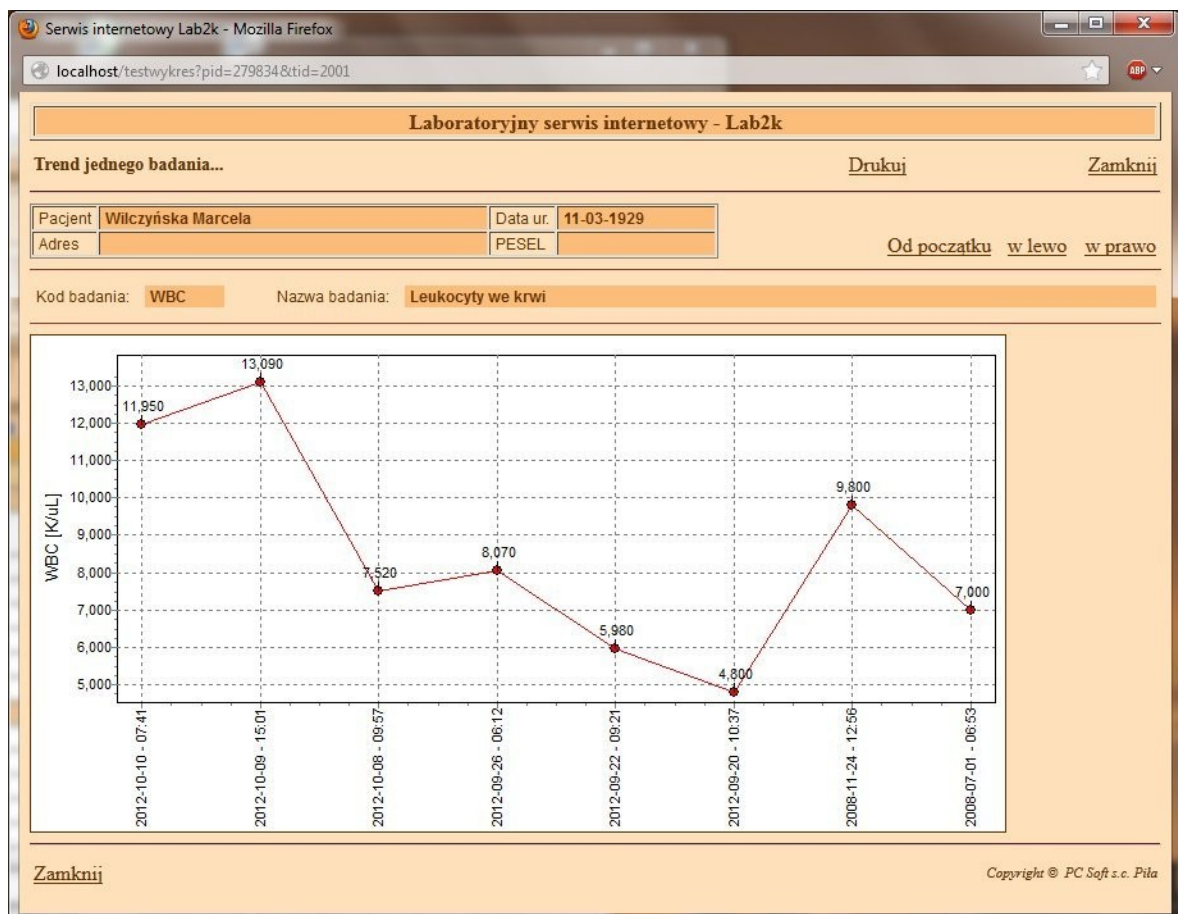 Serwis internetowy Lab2k - Mozilla Firefox
localhost/testwykres?pid=279834&tid=2001
ABP
Laboratoryjny serwis internetowy - Lab2k
Trend jednego badania... Drukuj Zamknij
Pacjent Wilczyńska Marcela Data ur. 11-03-1929
Adres PESEL
Od początku w lewo w prawo
Kod badania: WBC Nazwa badania: Leukocyty we krwi
WBC [K/uL]
13,000
12,000
11,000
10,000
9,000
8,000
7,000
6,000
5,000
11,950
13,090
7,520
8,070
5,980
4,800
9,800
7,000
2012-10-10 - 07:41
2012-10-09 - 15:01
2012-10-08 - 09:57
2012-09-26 - 06:12
2012-09-22 - 09:21
2012-09-20 - 10:37
2008-11-24 - 12:56
2008-07-01 - 06:53
Zamknij Copyright © PC Soft s.c. Piła